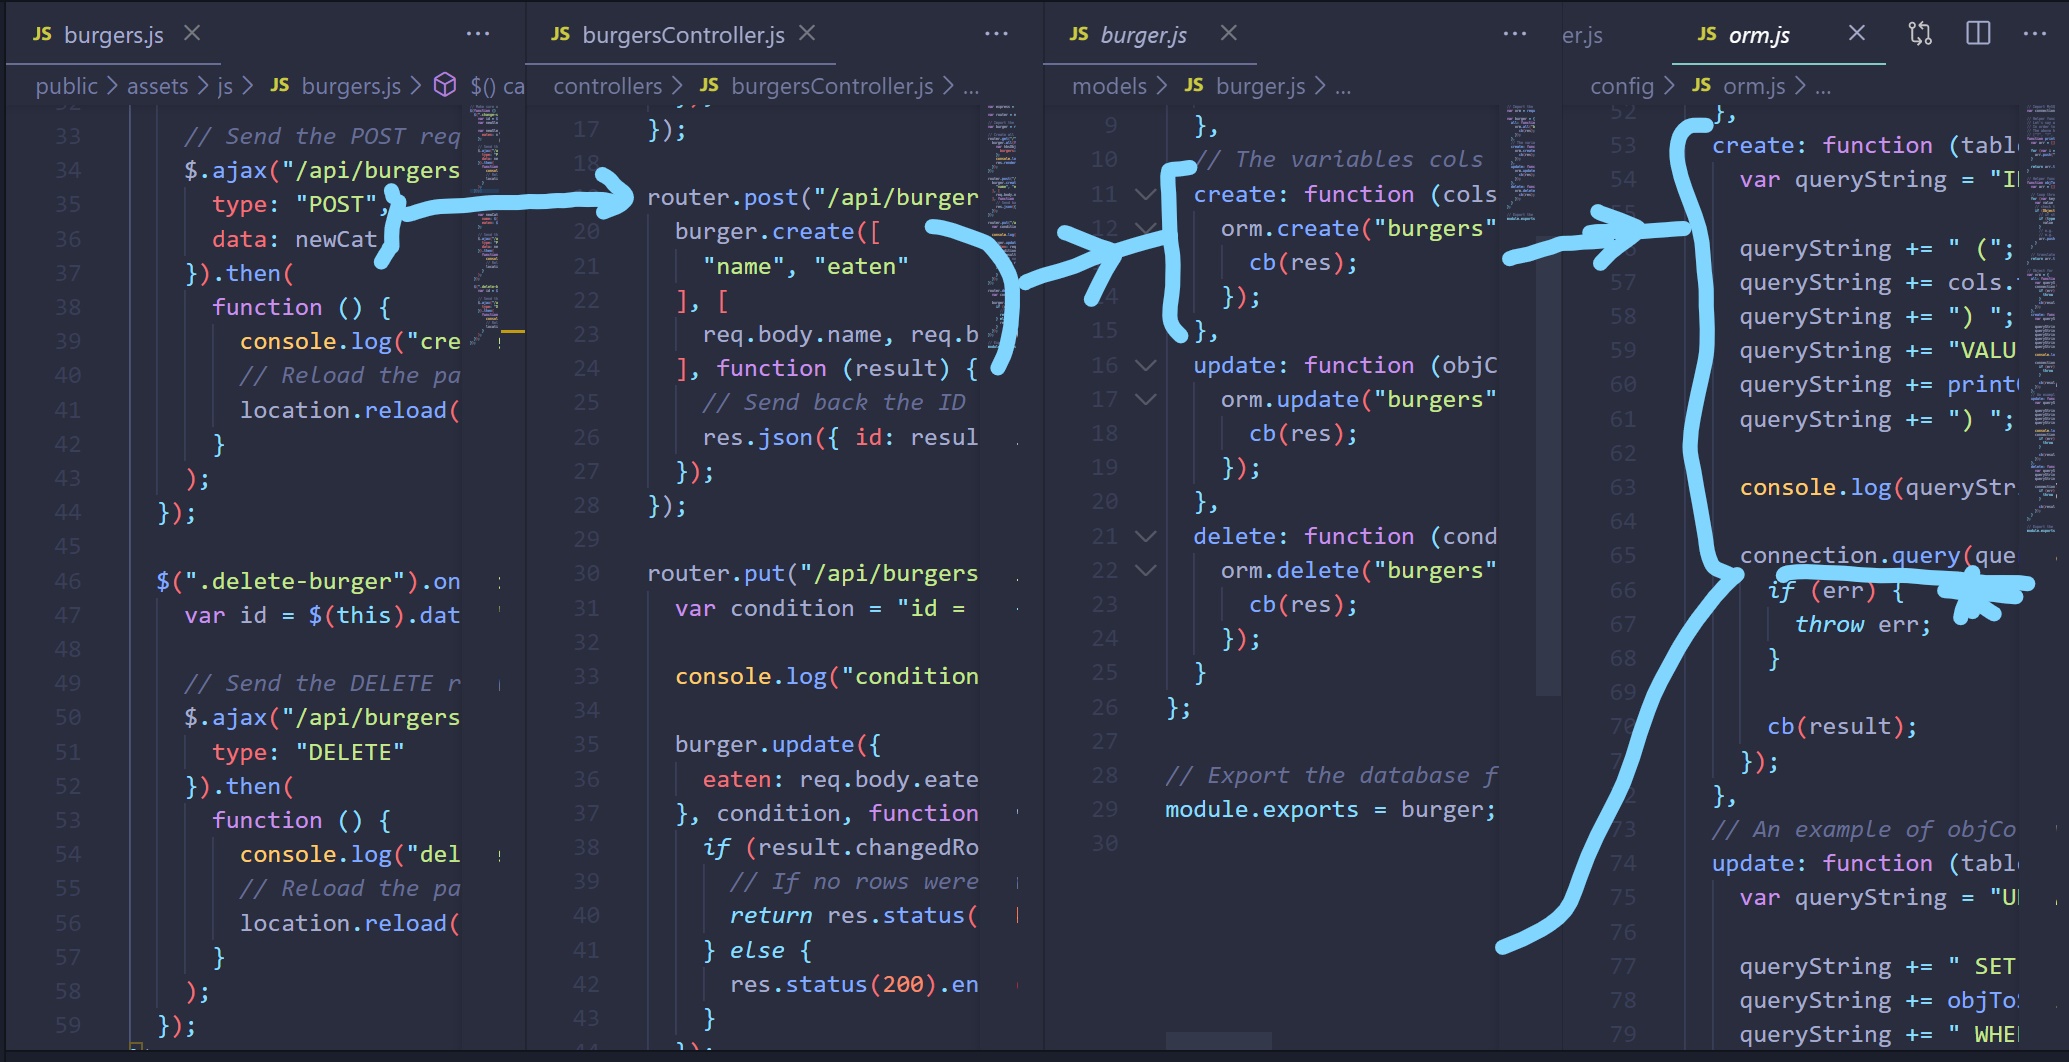 JS burgers.js
public > assets > js > JS burgers.js > $() ca
33 // Send the POST req
34 $.ajax("/api/burgers
35 type: "POST",
36 data: newCat
37 }).then(
38 function () {
39 console.log("cre
40 // Reload the pa
41 location.reload(
42 }
43 );
44 });
45
46 $(".delete-burger").on
47 var id = $(this).dat
48
49 // Send the DELETE r
50 $.ajax("/api/burgers
51 type: "DELETE"
52 }).then(
53 function () {
54 console.log("del
55 // Reload the pa
56 location.reload(
57 }
58 );
59 });
JS burgersController.js
controllers > JS burgersController.js > ...
17 });
18
router.post("/api/burger
20 burger.create([
21 "name", "eaten"
22 ], [
23 req.body.name, req.b
24 ], function (result) {
25 // Send back the ID
26 res.json({ id: resul
27 });
28 });
29
30 router.put("/api/burgers
31 var condition = "id =
32
33 console.log("condition
34
35 burger.update({
36 eaten: req.body.eate
37 }, condition, function
38 if (result.changedRo
39 // If no rows were
40 return res.status(
41 } else {
42 res.status(200).en
43 }
44 });
JS burger.js
models > JS burger.js > ...
9 },
10 // The variables cols
11 create: function (cols
12 orm.create("burgers"
cb(res);
14 });
15 },
16 update: function (objC
17 orm.update("burgers"
18 cb(res);
19 });
20 },
21 delete: function (cond
22 orm.delete("burgers"
23 cb(res);
24 });
25 }
26 };
27
28 // Export the database f
29 module.exports = burger;
30
er.js JS orm.js
config > JS orm.js > ...
52 },
53 create: function (tabl
54 var queryString = "I
queryString += " (";
57 queryString += cols.
58 queryString += ") ";
59 queryString += "VALU
60 queryString += print
61 queryString += ") ";
62
63 console.log(queryStr
64
65 connection.query(que
66 if (err) {
67 throw err;
68 }
69
70 cb(result);
});
},
73 // An example of objCo
74 update: function (tabl
75 var queryString = "U
76
77 queryString += " SET
78 queryString += objTo
79 queryString += " WHE